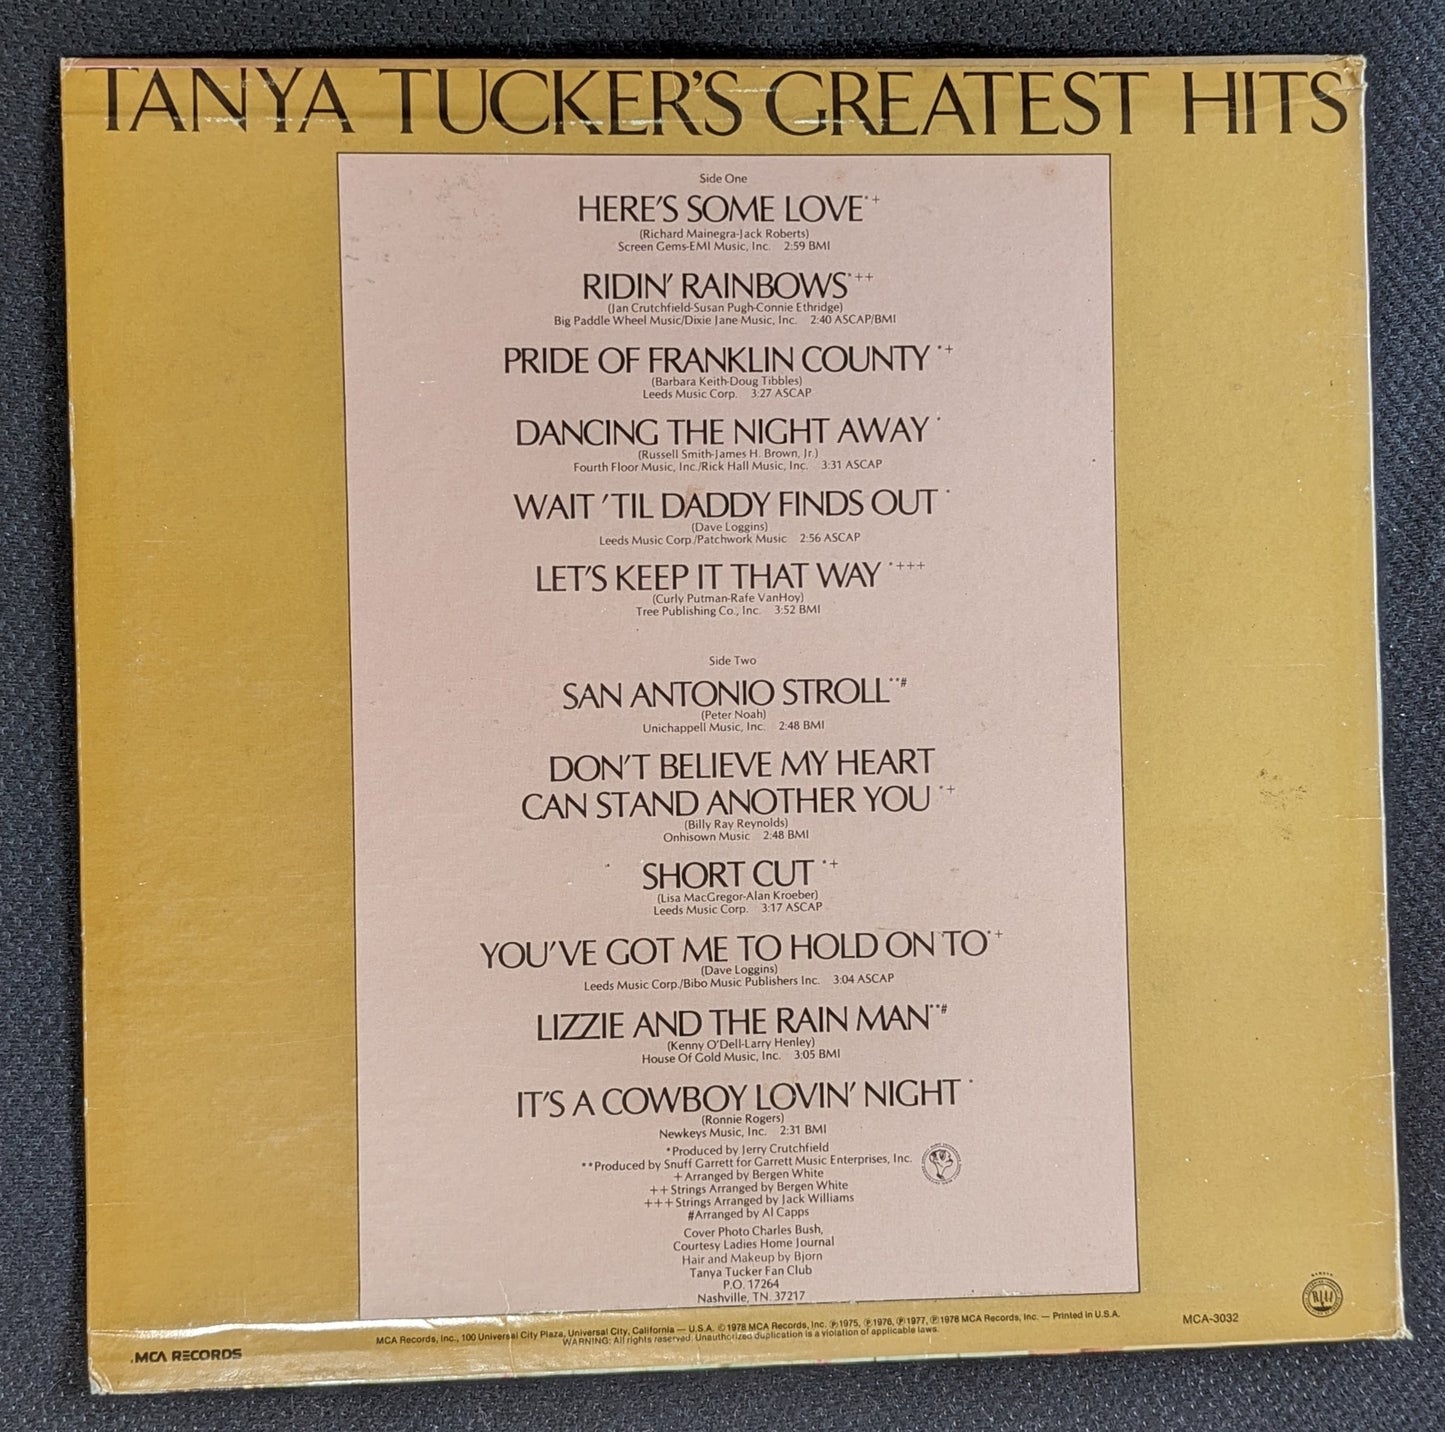 TANYA TUCKER'S GREATEST HITS
Side One
HERE'S SOME LOVE*+
(Richard Mainegra-Jack Roberts)
Screen Gems-EMI Music, Inc. 2:59 BMI
RIDIN' RAINBOWS*++
(Jan Crutchfield-Susan Pugh-Connie Ethridge)
Big Paddle Wheel Music/Dixie Jane Music, Inc. 2:40 ASCAP/BMI
PRIDE OF FRANKLIN COUNTY *+
(Barbara Keith-Doug Tibbles)
Leeds Music Corp. 3:27 ASCAP
DANCING THE NIGHT AWAY *
(Russell Smith-James H. Brown, Jr.)
Fourth Floor Music, Inc./Rick Hall Music, Inc. 3:31 ASCAP
WAIT 'TIL DADDY FINDS OUT *
(Dave Loggins)
Leeds Music Corp./Patchwork Music 2:56 ASCAP
LET'S KEEP IT THAT WAY *+++
(Curly Putman-Rafe VanHoy)
Tree Publishing Co., Inc. 3:52 BMI
Side Two
SAN ANTONIO STROLL**#
(Peter Noah)
Unichappell Music, Inc. 2:48 BMI
DON'T BELIEVE MY HEART
CAN STAND ANOTHER YOU *+
(Billy Ray Reynolds)
Onhisown Music 2:48 BMI
SHORT CUT *+
(Lisa MacGregor-Alan Kroeber)
Leeds Music Corp. 3:17 ASCAP
YOU'VE GOT ME TO HOLD ON TO*+
(Dave Loggins)
Leeds Music Corp./Bibo Music Publishers Inc. 3:04 ASCAP
LIZZIE AND THE RAIN MAN**#
(Kenny O'Dell-Larry Henley)
House Of Gold Music, Inc. 3:05 BMI
IT'S A COWBOY LOVIN' NIGHT *
(Ronnie Rogers)
Newkeys Music, Inc. 2:31 BMI
*Produced by Jerry Crutchfield
**Produced by Snuff Garrett for Garrett Music Enterprises, Inc.
+Arranged by Bergen White
++Strings Arranged by Bergen White
+++Strings Arranged by Jack Williams
#Arranged by Al Capps
Cover Photo Charles Bush,
Courtesy Ladies Home Journal
Hair and Makeup by Bjorn
Tanya Tucker Fan Club
P.O. 17264
Nashville, TN. 37217
MCA Records, Inc., 100 Universal City Plaza, Universal City, California — U.S.A. ©1978 MCA Records, Inc. ℗1975, ℗1976, ℗1977, ℗1978 MCA Records, Inc. — Printed in U.S.A.
WARNING: All rights reserved. Unauthorized duplication is a violation of applicable laws.
MCA-3032
MCA RECORDS